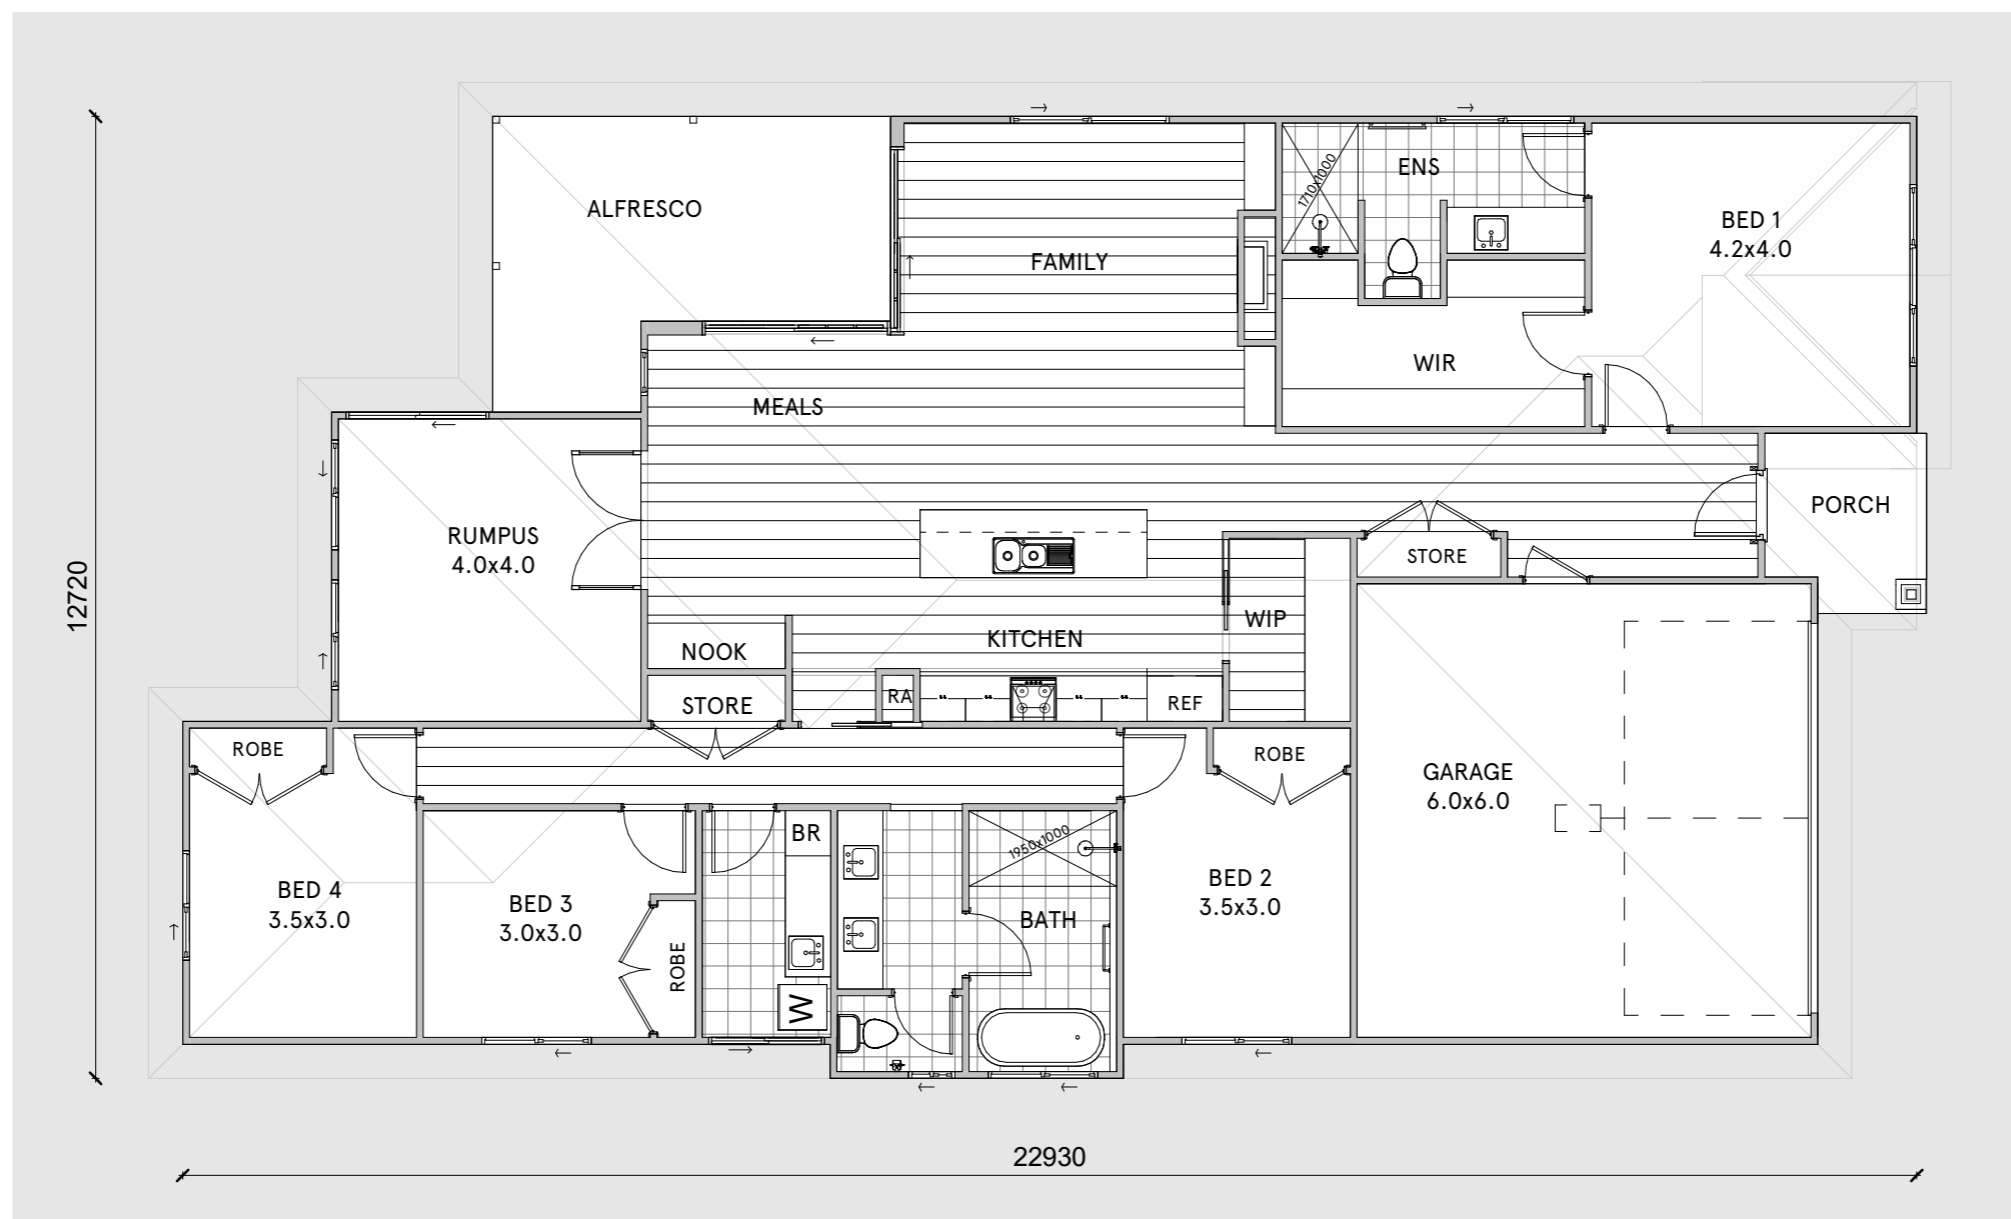 ALFRESCO
FAMILY
1710x1000
ENS
BED 1
4.2x4.0
WIR
MEALS
PORCH
RUMPUS
4.0x4.0
STORE
12720
WIP
KITCHEN
NOOK
STORE
RA
REF
ROBE
ROBE
GARAGE
6.0x6.0
BR
1950x1000
BED 4
3.5x3.0
BED 3
3.0x3.0
ROBE
BATH
BED 2
3.5x3.0
W
22930